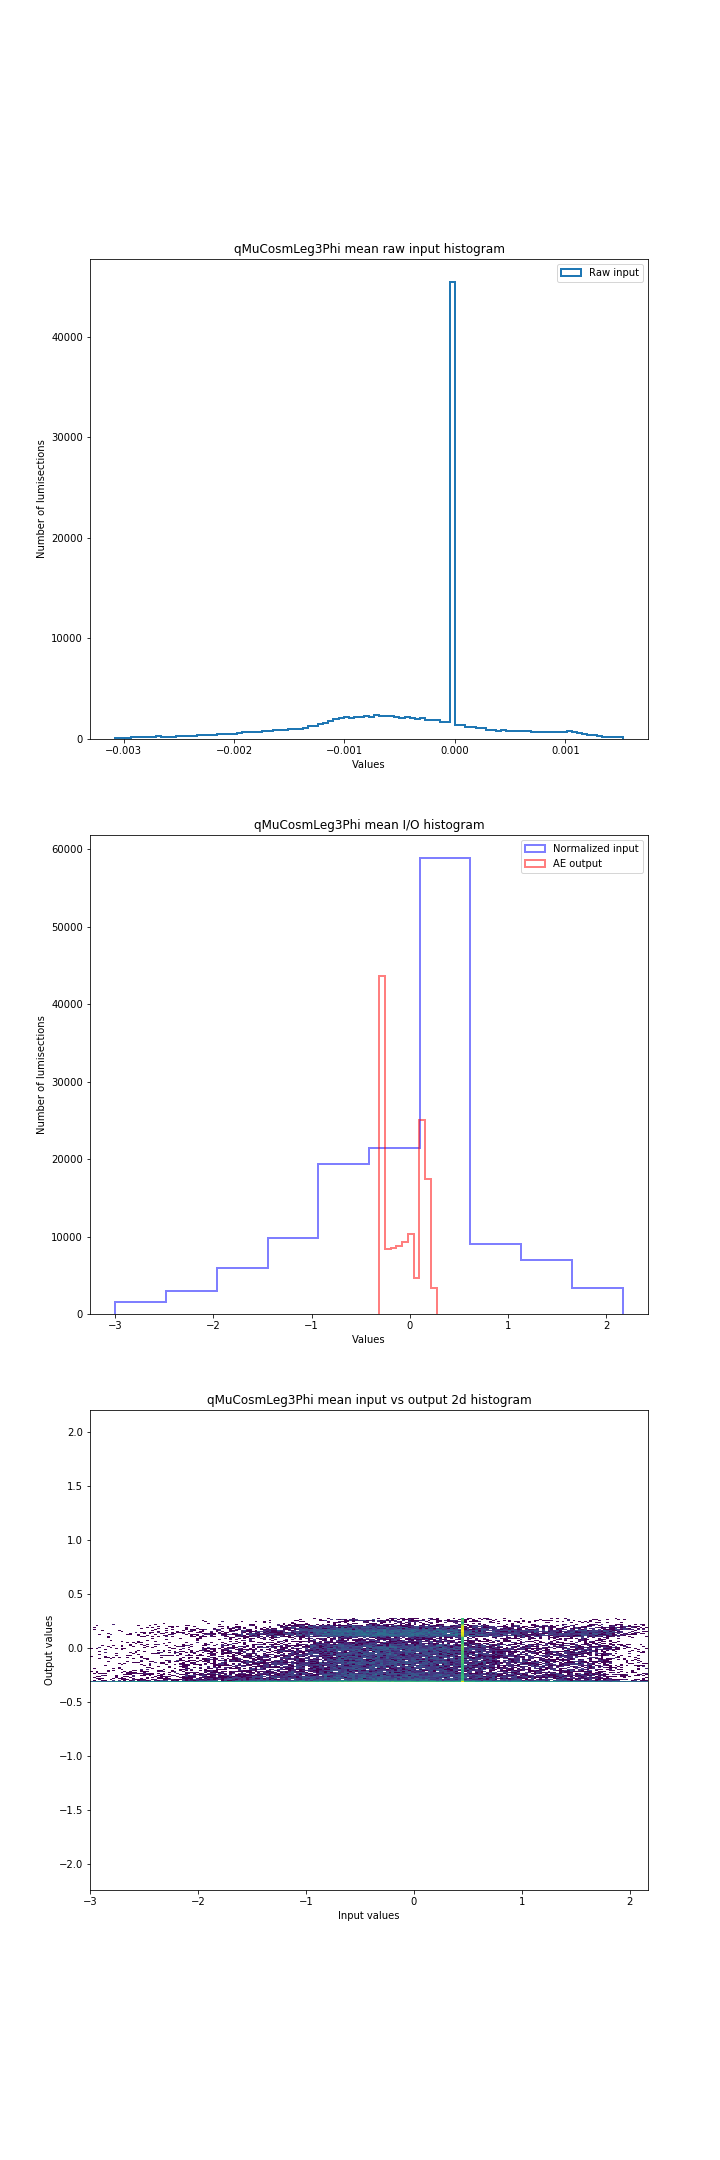 qMuCosmLeg3Phi mean raw input histogram
Raw input
40000
30000
20000
10000
0
Number of lumisections
−0.003 −0.002 −0.001 0.000 0.001
Values
qMuCosmLeg3Phi mean I/O histogram
Normalized input
AE output
60000
50000
40000
30000
20000
10000
0
Number of lumisections
−3 −2 −1 0 1 2
Values
qMuCosmLeg3Phi mean input vs output 2d histogram
2.0
1.5
1.0
0.5
0.0
−0.5
−1.0
−1.5
−2.0
Output values
−3 −2 −1 0 1 2
Input values